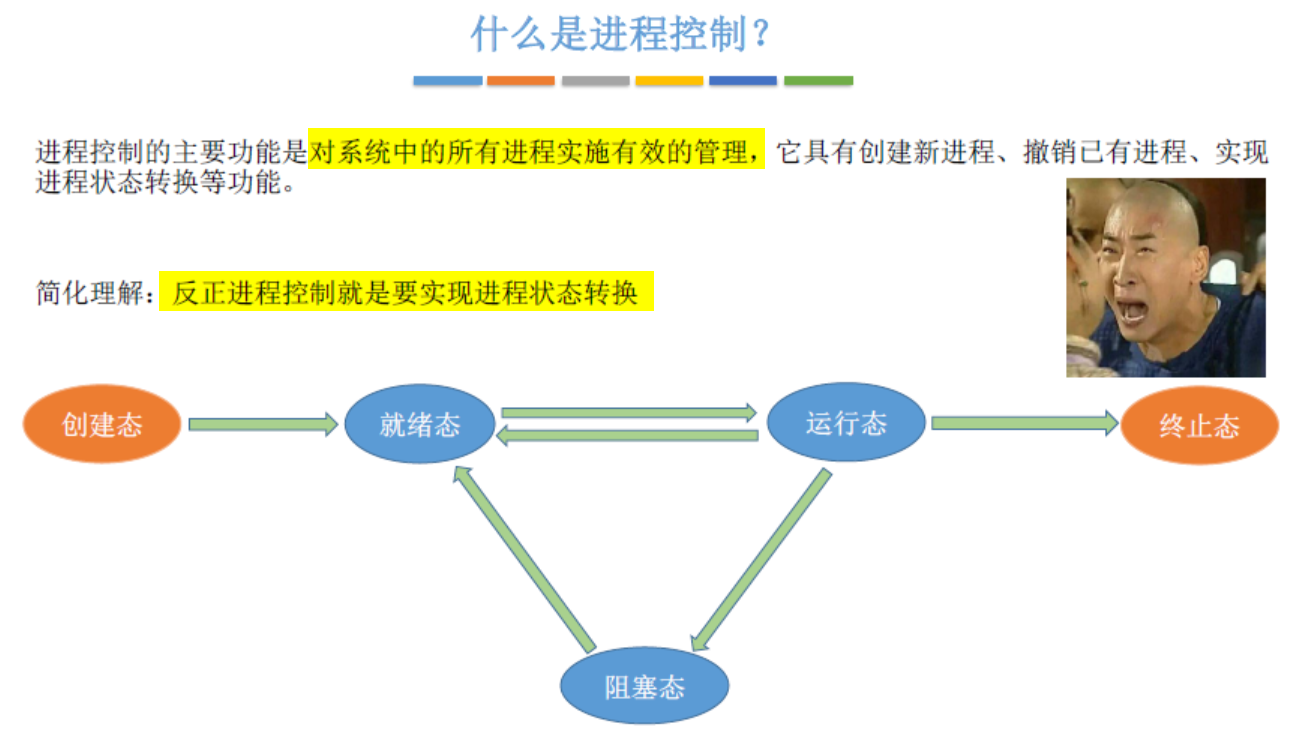 什么是进程控制？
进程控制的主要功能是对系统中的所有进程实施有效的管理，它具有创建新进程、撤销已有进程、实现
进程状态转换等功能。
简化理解：反正进程控制就是要实现进程状态转换
创建态
就绪态
运行态
终止态
阻塞态